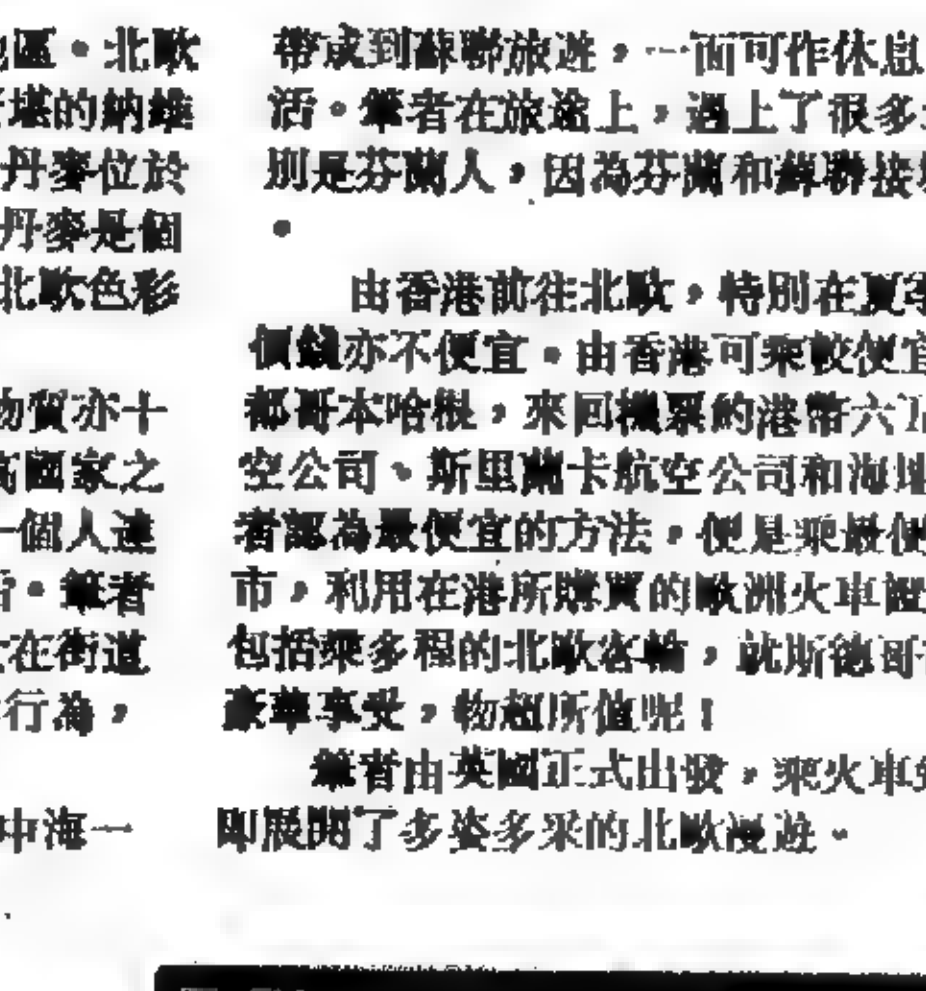 地區。北歐
堪的納維
丹麥位於
丹麥是個
北歐色彩
物質亦十
高國家之
一個人連
。筆者
在街道
行為，
中海一
帶或到蘇聯旅遊，一面可作休息
活。筆者在旅途上，遇上了很多
別是芬蘭人，因為芬蘭和蘇聯接
。
由香港前往北歐，特別在夏季
價錢亦不便宜。由香港可乘較便宜
都哥本哈根，來回機票約港幣六
空公司、斯里蘭卡航空公司和海
者認為最便宜的方法，便是乘最便
市，利用在港所購買的歐洲火車證
包括眾多程的北歐客輪，就斯德哥
豪華享受，物超所值呢！
筆者由英國正式出發，乘火車
即展開了多姿多采的北歐漫遊。